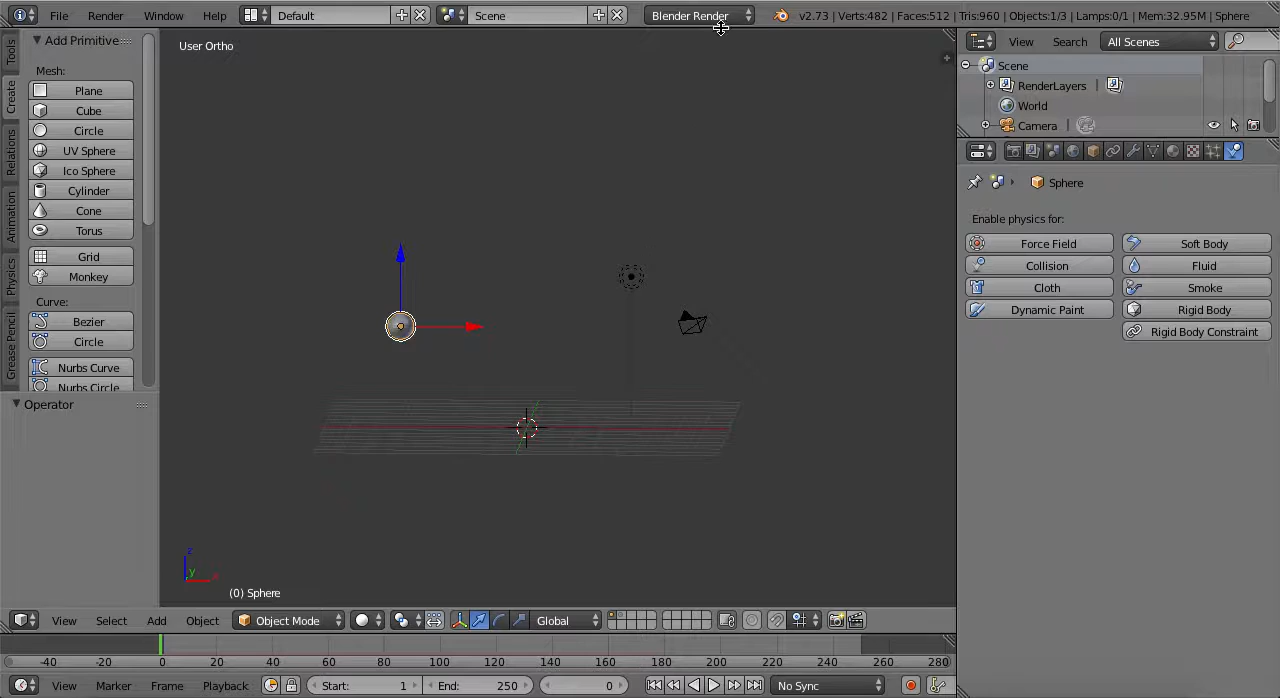 File Render Window Help Default Scene Blender Render v2.73 | Verts:482 | Faces:512 | Tris:960 | Objects:1/3 | Lamps:0/1 | Mem:32.95M | Sphere
Tools
Create
Relations
Animation
Physics
Grease Pencil
Add Primitive
Mesh:
Plane
Cube
Circle
UV Sphere
Ico Sphere
Cylinder
Cone
Torus
Grid
Monkey
Curve:
Bezier
Circle
Nurbs Curve
Nurbs Circle
Operator
User Ortho
z
y
x
(0) Sphere
View Search All Scenes
Scene
RenderLayers |
World
Camera |
Sphere
Enable physics for:
Force Field Soft Body
Collision Fluid
Cloth Smoke
Dynamic Paint Rigid Body
Rigid Body Constraint
View Select Add Object Object Mode Global
-40 -20 0 20 40 60 80 100 120 140 160 180 200 220 240 260 280
View Marker Frame Playback Start: 1 End: 250 0 No Sync